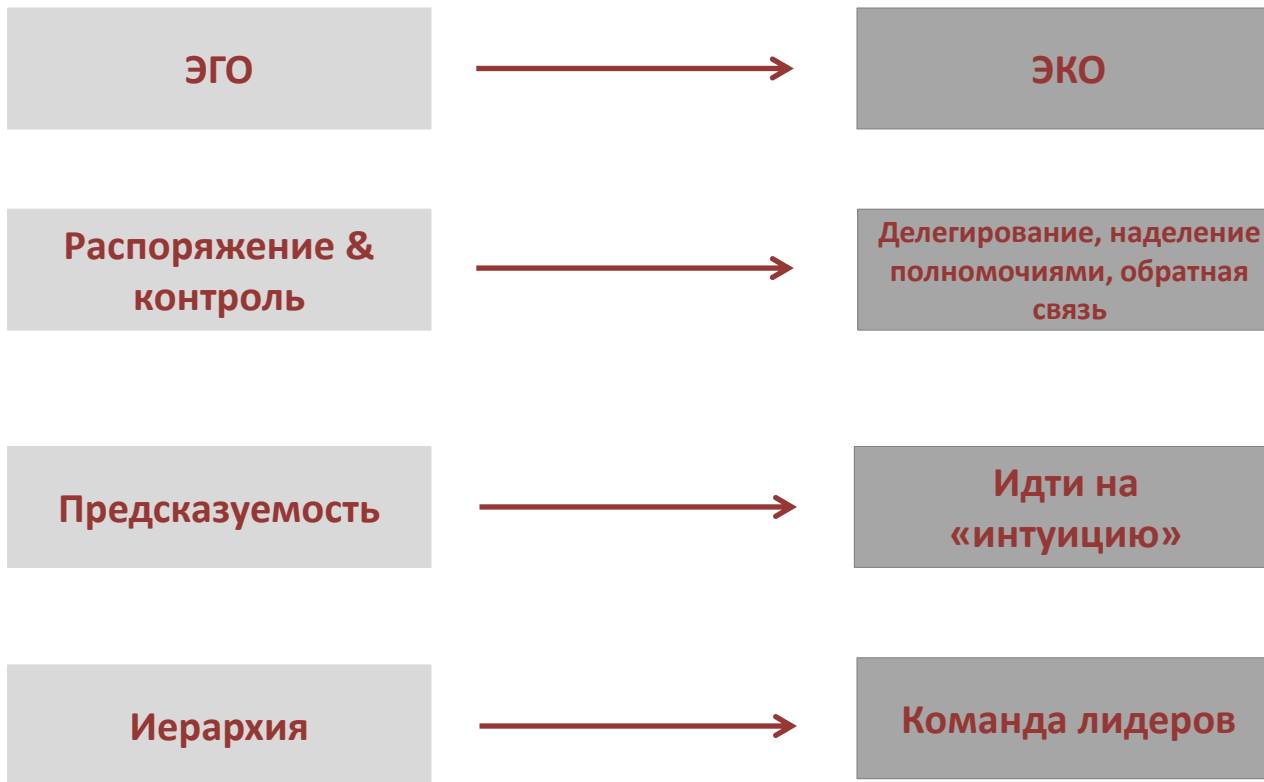 ЭГО
ЭКО
Распоряжение &
контроль
Делегирование, наделение
полномочиями, обратная
связь
Предсказуемость
Идти на
«интуицию»
Иерархия
Команда лидеров